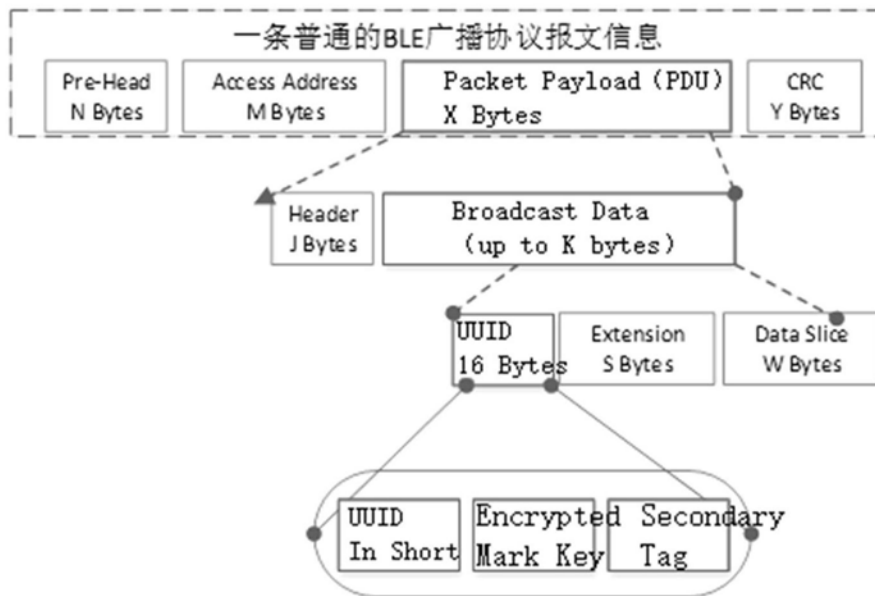 一条普通的BLE广播协议报文信息
Pre-Head
N Bytes
Access Address
M Bytes
Packet Payload（PDU）
X Bytes
CRC
Y Bytes
Header
J Bytes
Broadcast Data
（up to K bytes）
UUID
16 Bytes
Extension
S Bytes
Data Slice
W Bytes
UUID
In Short
Encrypted
Mark Key
Secondary
Tag